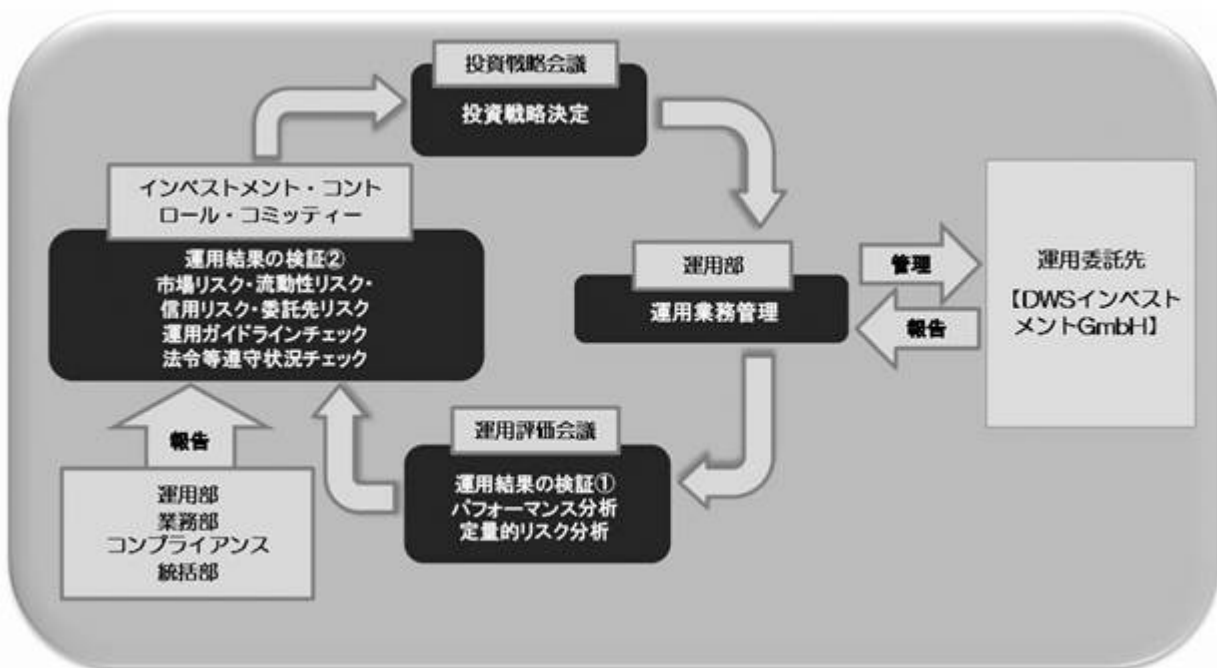 投資戦略会議
投資戦略決定
インベストメント・コント
ロール・コミッティー
運用結果の検証②
市場リスク・流動性リスク・
信用リスク・委託先リスク
運用ガイドラインチェック
法令等遵守状況チェック
運用部
運用業務管理
管理
報告
運用委託先
【DWSインベスト
メントGmbH】
運用評価会議
運用結果の検証①
パフォーマンス分析
定量的リスク分析
報告
運用部
業務部
コンプライアンス
統括部